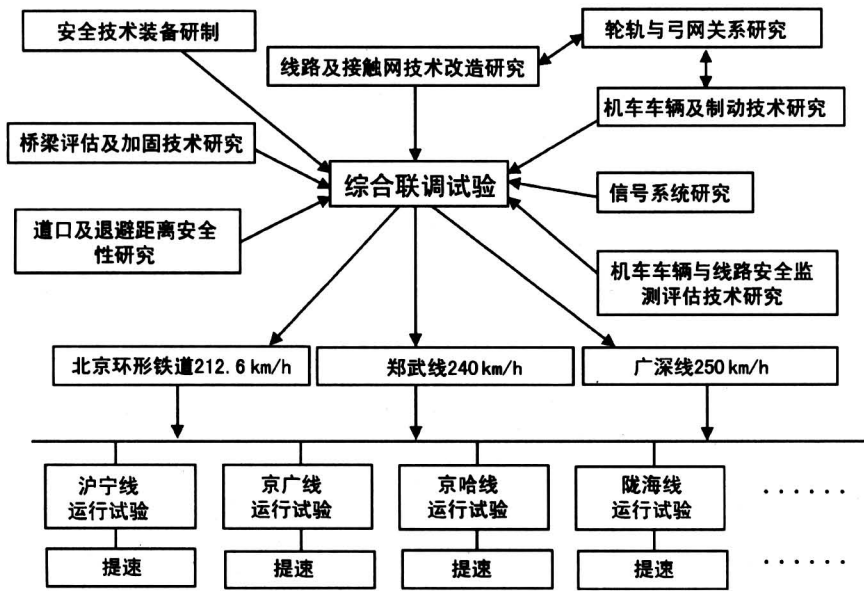 安全技术装备研制
轮轨与弓网关系研究
线路及接触网技术改造研究
机车车辆及制动技术研究
桥梁评估及加固技术研究
综合联调试验
信号系统研究
道口及退避距离安全
性研究
机车车辆与线路安全监
测评估技术研究
北京环形铁道212.6 km/h
郑武线240 km/h
广深线250 km/h
沪宁线
运行试验
京广线
运行试验
京哈线
运行试验
陇海线
运行试验
······
提速
提速
提速
提速
······